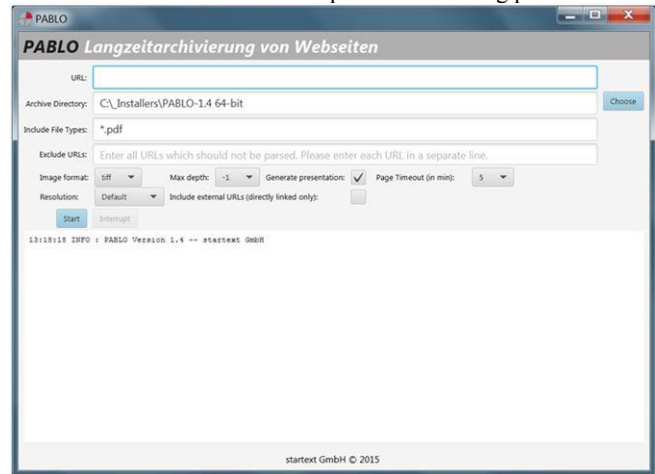 PABLO
PABLO Langzeitarchivierung von Webseiten
URL:
Archive Directory: C:\_Installers\PABLO-1.4 64-bit Choose
Include File Types: *.pdf
Exclude URLs: Enter all URLs which should not be parsed. Please enter each URL in a separate line.
Image format: tiff Max depth: -1 Generate presentation: Page Timeout (in min): 5
Resolution: Default Include external URLs (directly linked only):
Start Interrupt
13:18:18 INFO : PABLO Version 1.4 -- startext GmbH
startext GmbH © 2015